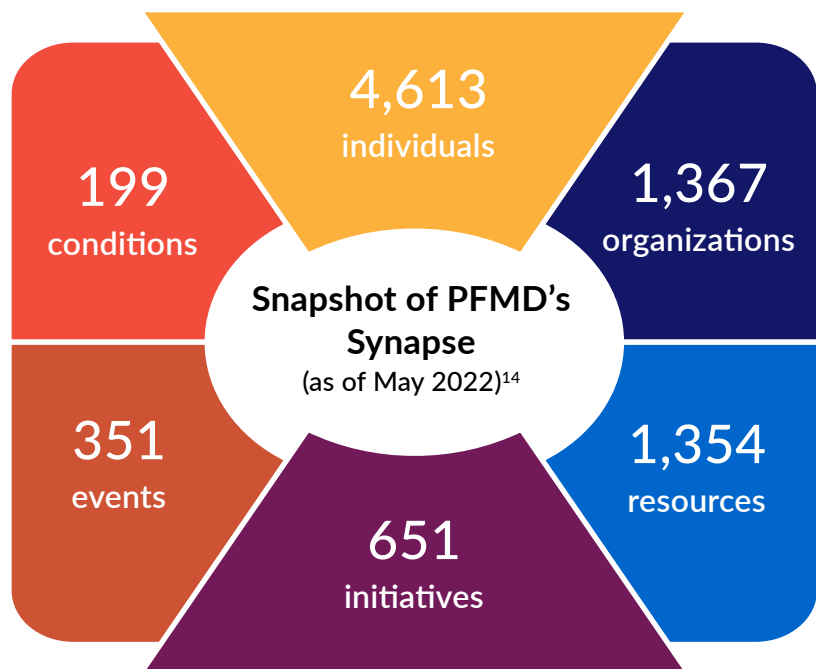 4,613
individuals
199
conditions
1,367
organizations
Snapshot of PFMD’s
Synapse
(as of May 2022)14
351
events
1,354
resources
651
initiatives